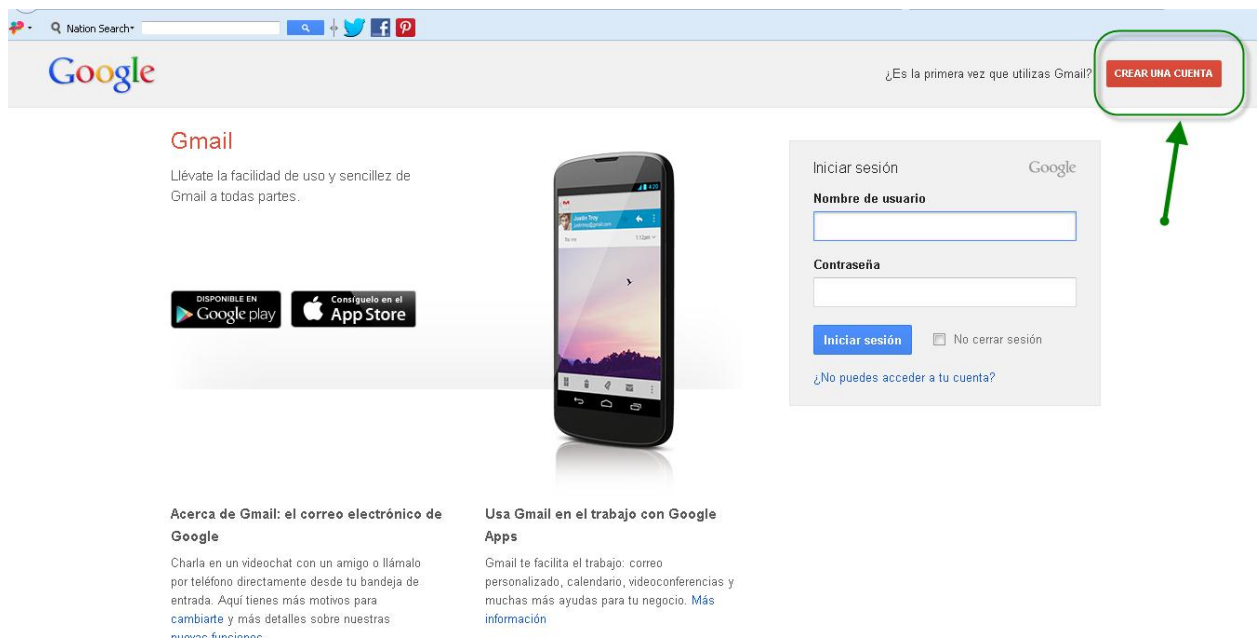 Nation Search
Google
¿Es la primera vez que utilizas Gmail?
CREAR UNA CUENTA
Gmail
Llévate la facilidad de uso y sencillez de
Gmail a todas partes.
DISPONIBLE EN
Google play
Consíguelo en el
App Store
Justin Troy
Iniciar sesión
Google
Nombre de usuario
Contraseña
Iniciar sesión
No cerrar sesión
¿No puedes acceder a tu cuenta?
Acerca de Gmail: el correo electrónico de
Google
Charla en un videochat con un amigo o llámalo
por teléfono directamente desde tu bandeja de
entrada. Aquí tienes más motivos para
cambiarte y más detalles sobre nuestras
nuevas funciones
Usa Gmail en el trabajo con Google
Apps
Gmail te facilita el trabajo: correo
personalizado, calendario, videoconferencias y
muchas más ayudas para tu negocio. Más
información